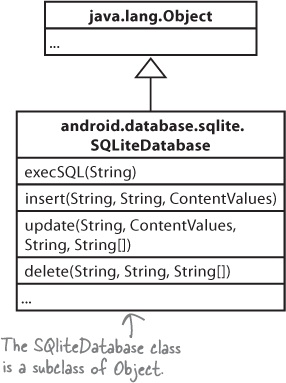 java.lang.Object
...
android.database.sqlite.
SQLiteDatabase
execSQL(String)
insert(String, String, ContentValues)
update(String, ContentValues,
String, String[])
delete(String, String, String[])
...
The SQliteDatabase class
is a subclass of Object.